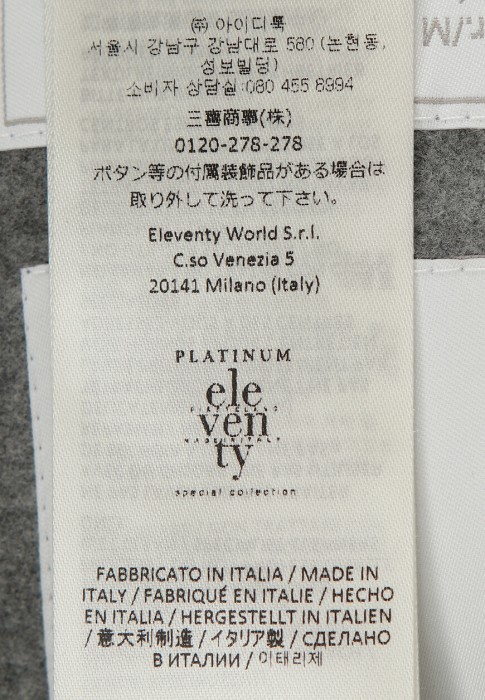 ㈜ 아이디룩
서울시 강남구 강남대로 580 (논현동,
성보빌딩)
소비자 상담실:080 455 6994
三喜商事(株)
0120-278-278
ボタン等の付属装飾品がある場合は
取り外して洗って下さい。
Eleventy World S.r.l.
C.so Venezia 5
20141 Milano (Italy)
PLATINUM
ele
ven
MADE IN ITALY
ty
special collection
FABBRICATO IN ITALIA / MADE IN
ITALY / FABRIQUÉ EN ITALIE / HECHO
EN ITALIA / HERGESTELLT IN ITALIEN
/ 意大利制造 / イタリア製 / СДЕЛАНО
В ИТАЛИИ / 이태리제